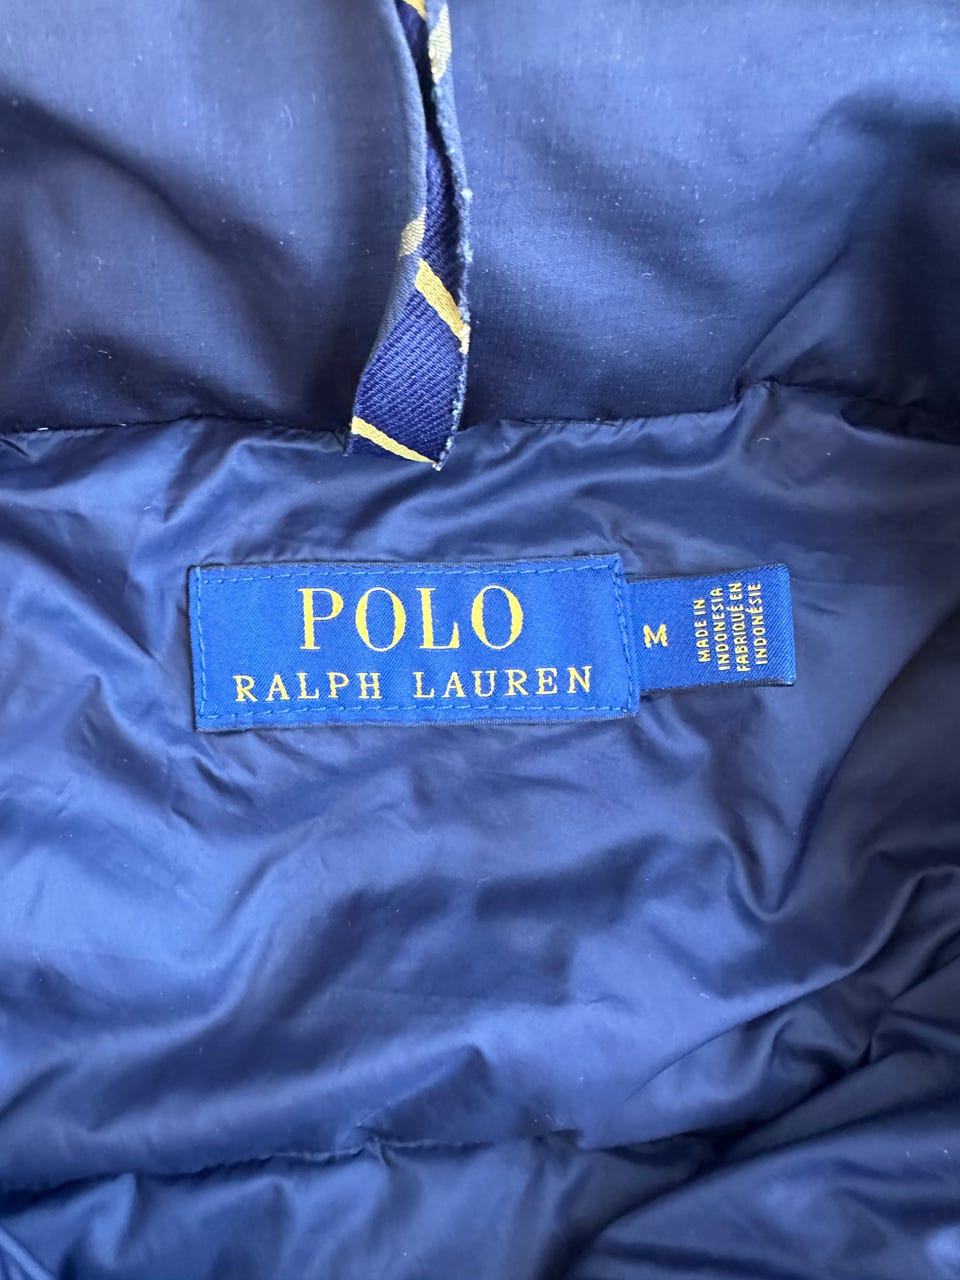 POLO
RALPH LAUREN
M
MADE IN
INDONESIA
FABRIQUÉ EN
INDONÉSIE